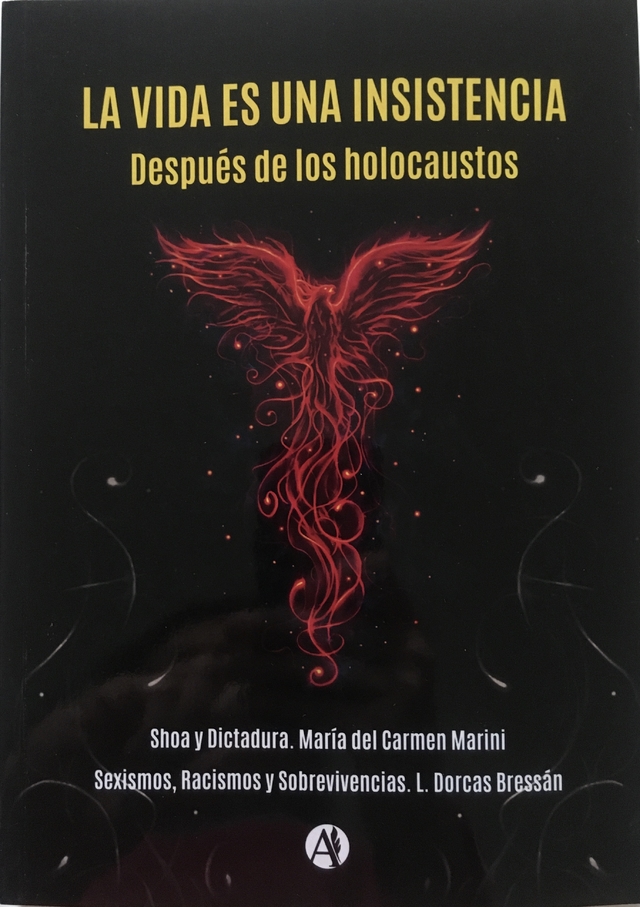 LA VIDA ES UNA INSISTENCIA
Después de los holocaustos
Shoa y Dictadura. María del Carmen Marini
Sexismos, Racismos y Sobrevivencias. L. Dorcas Bressán
A